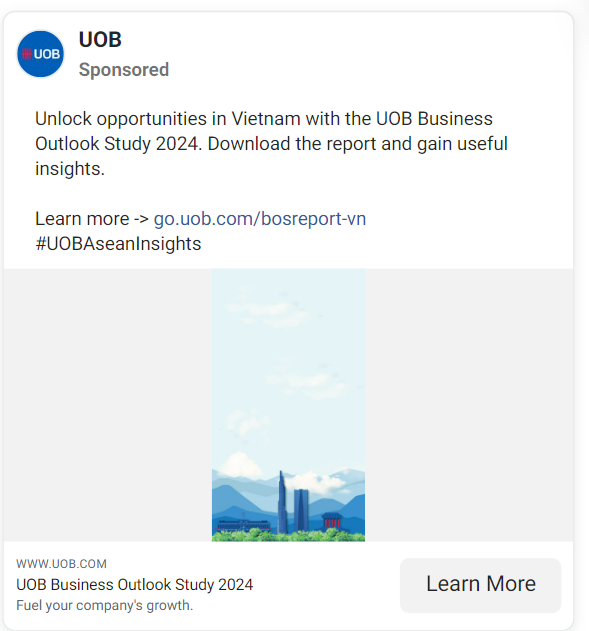 UOB
UOB
Sponsored
Unlock opportunities in Vietnam with the UOB Business
Outlook Study 2024. Download the report and gain useful
insights.
Learn more -> go.uob.com/bosreport-vn
#UOBAseanInsights
WWW.UOB.COM
UOB Business Outlook Study 2024
Fuel your company's growth.
Learn More